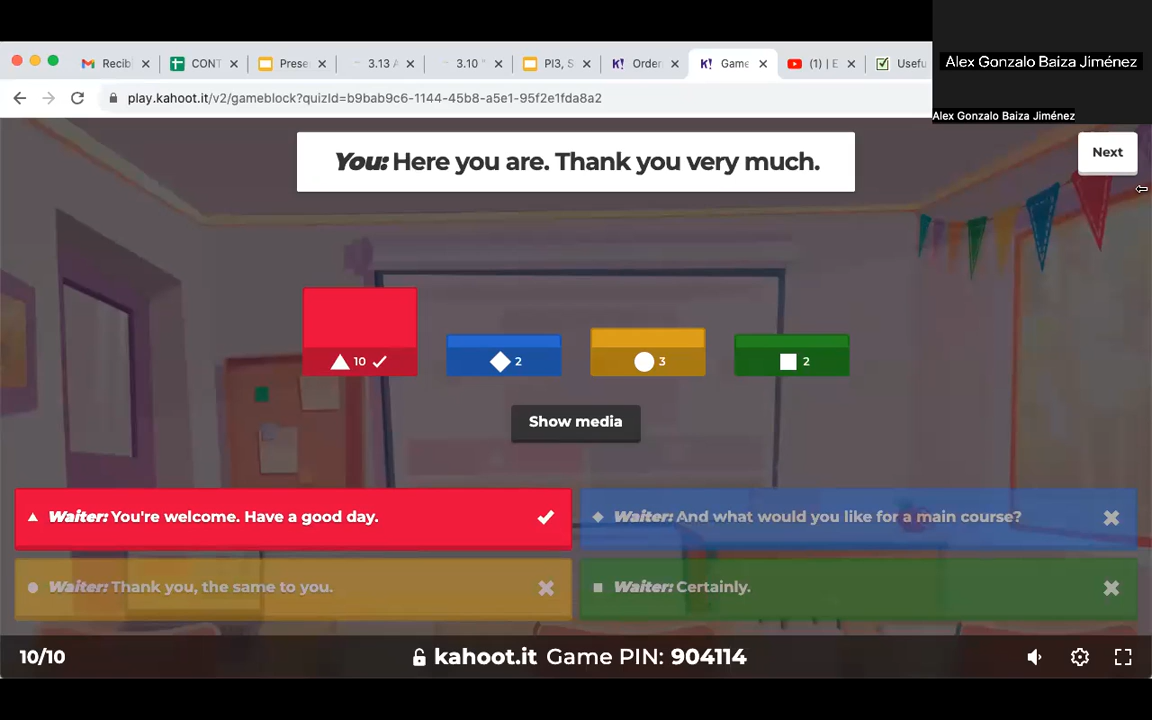 Alex Gonzalo Baiza Jiménez
Recib
CONT
Prese
3.13 A
3.10 "
PI3, S
K! Order
K! Game
(1) | E
Usefu
play.kahoot.it/v2/gameblock?quizId=b9bab9c6-1144-45b8-a5e1-95f2e1fda8a2
Alex Gonzalo Baiza Jiménez
You: Here you are. Thank you very much.
Next
10
2
3
2
Show media
Waiter: You're welcome. Have a good day.
Waiter: And what would you like for a main course?
Waiter: Thank you, the same to you.
Waiter: Certainly.
10/10
kahoot.it Game PIN: 904114